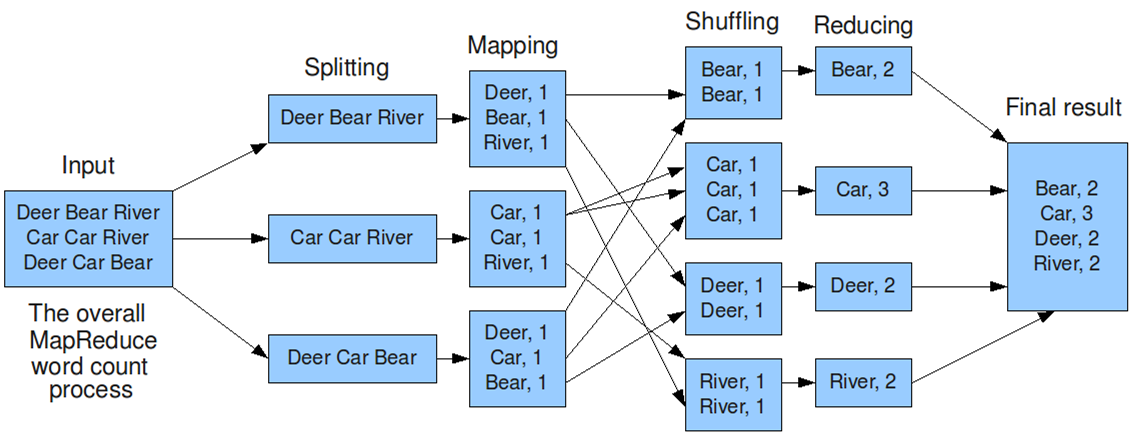 Input
Deer Bear River
Car Car River
Deer Car Bear
The overall
MapReduce
word count
process
Splitting
Deer Bear River
Car Car River
Deer Car Bear
Mapping
Deer, 1
Bear, 1
River, 1
Car, 1
Car, 1
River, 1
Deer, 1
Car, 1
Bear, 1
Shuffling
Bear, 1
Bear, 1
Car, 1
Car, 1
Car, 1
Deer, 1
Deer, 1
River, 1
River, 1
Reducing
Bear, 2
Car, 3
Deer, 2
River, 2
Final result
Bear, 2
Car, 3
Deer, 2
River, 2